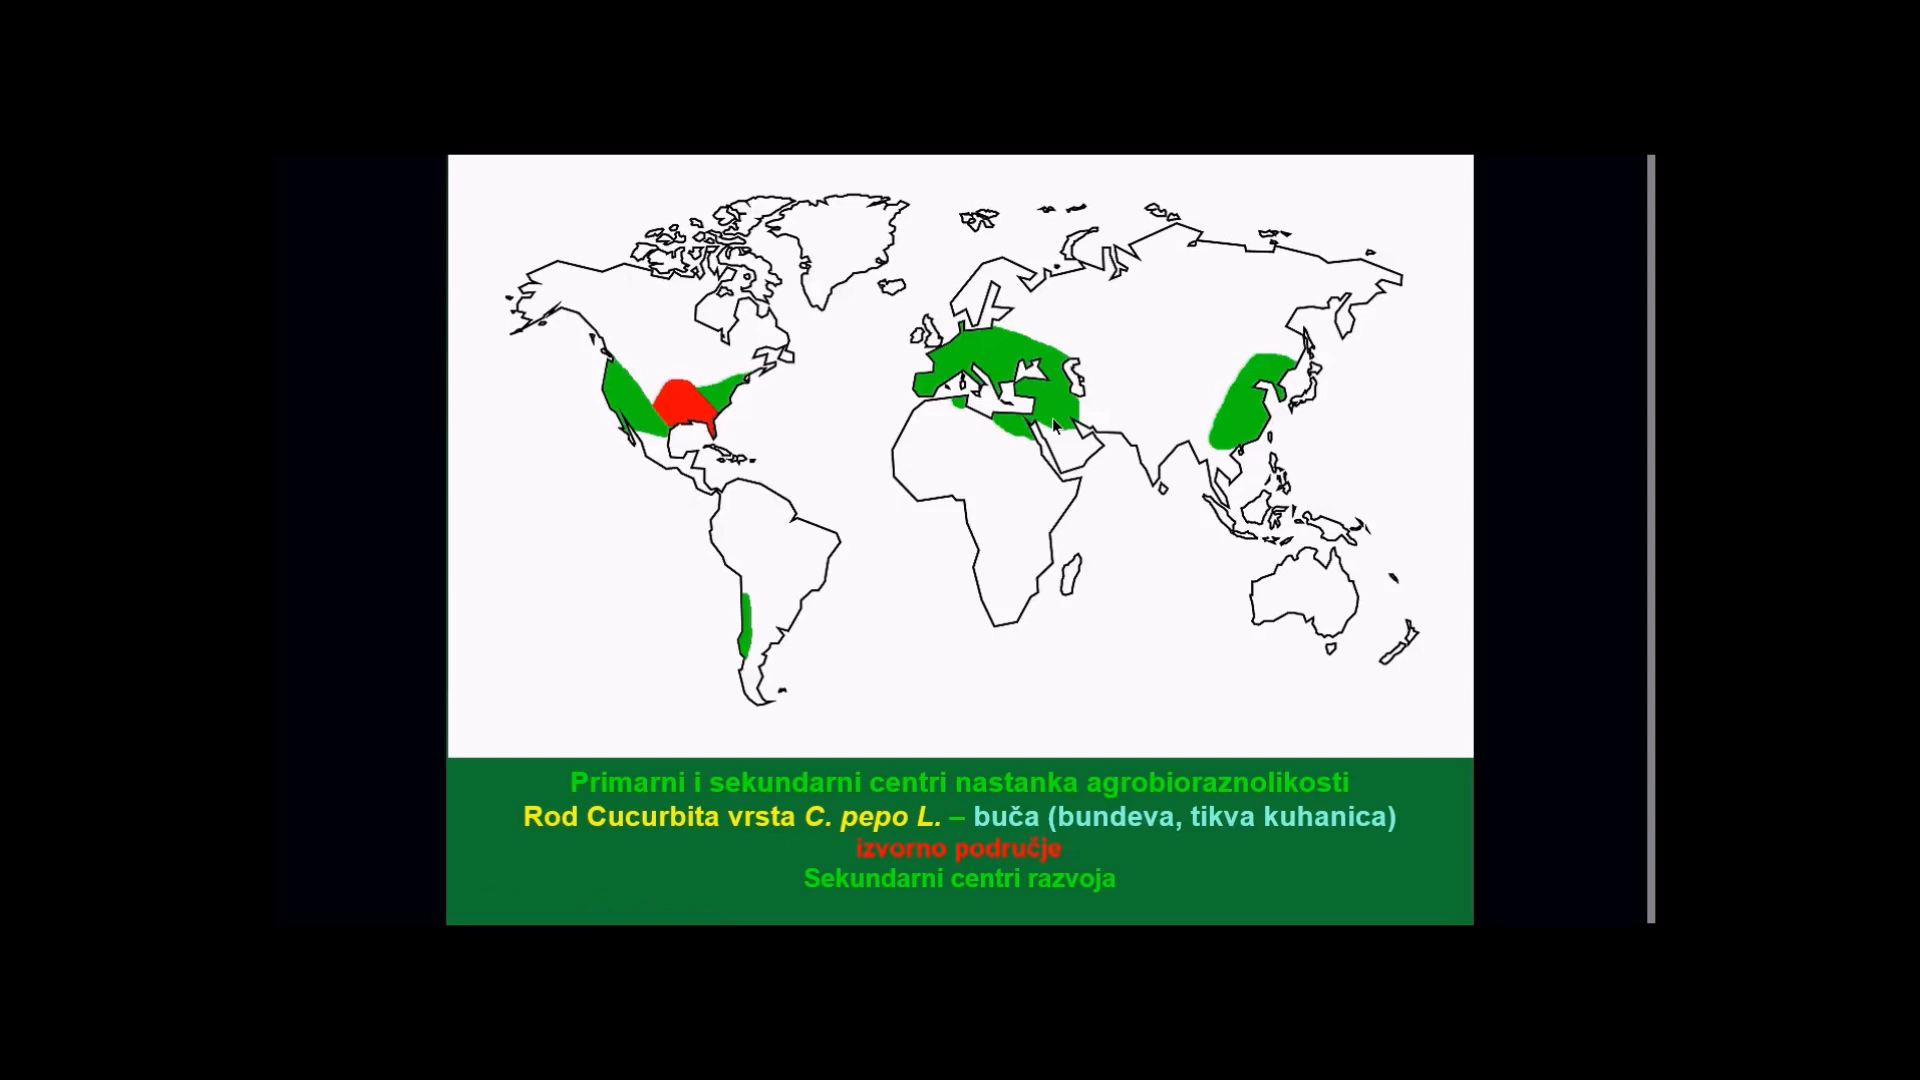 Primarni i sekundarni centri nastanka agrobioraznolikosti
Rod Cucurbita vrsta C. pepo L. – buča (bundeva, tikva kuhanica)
izvorno područje
Sekundarni centri razvoja